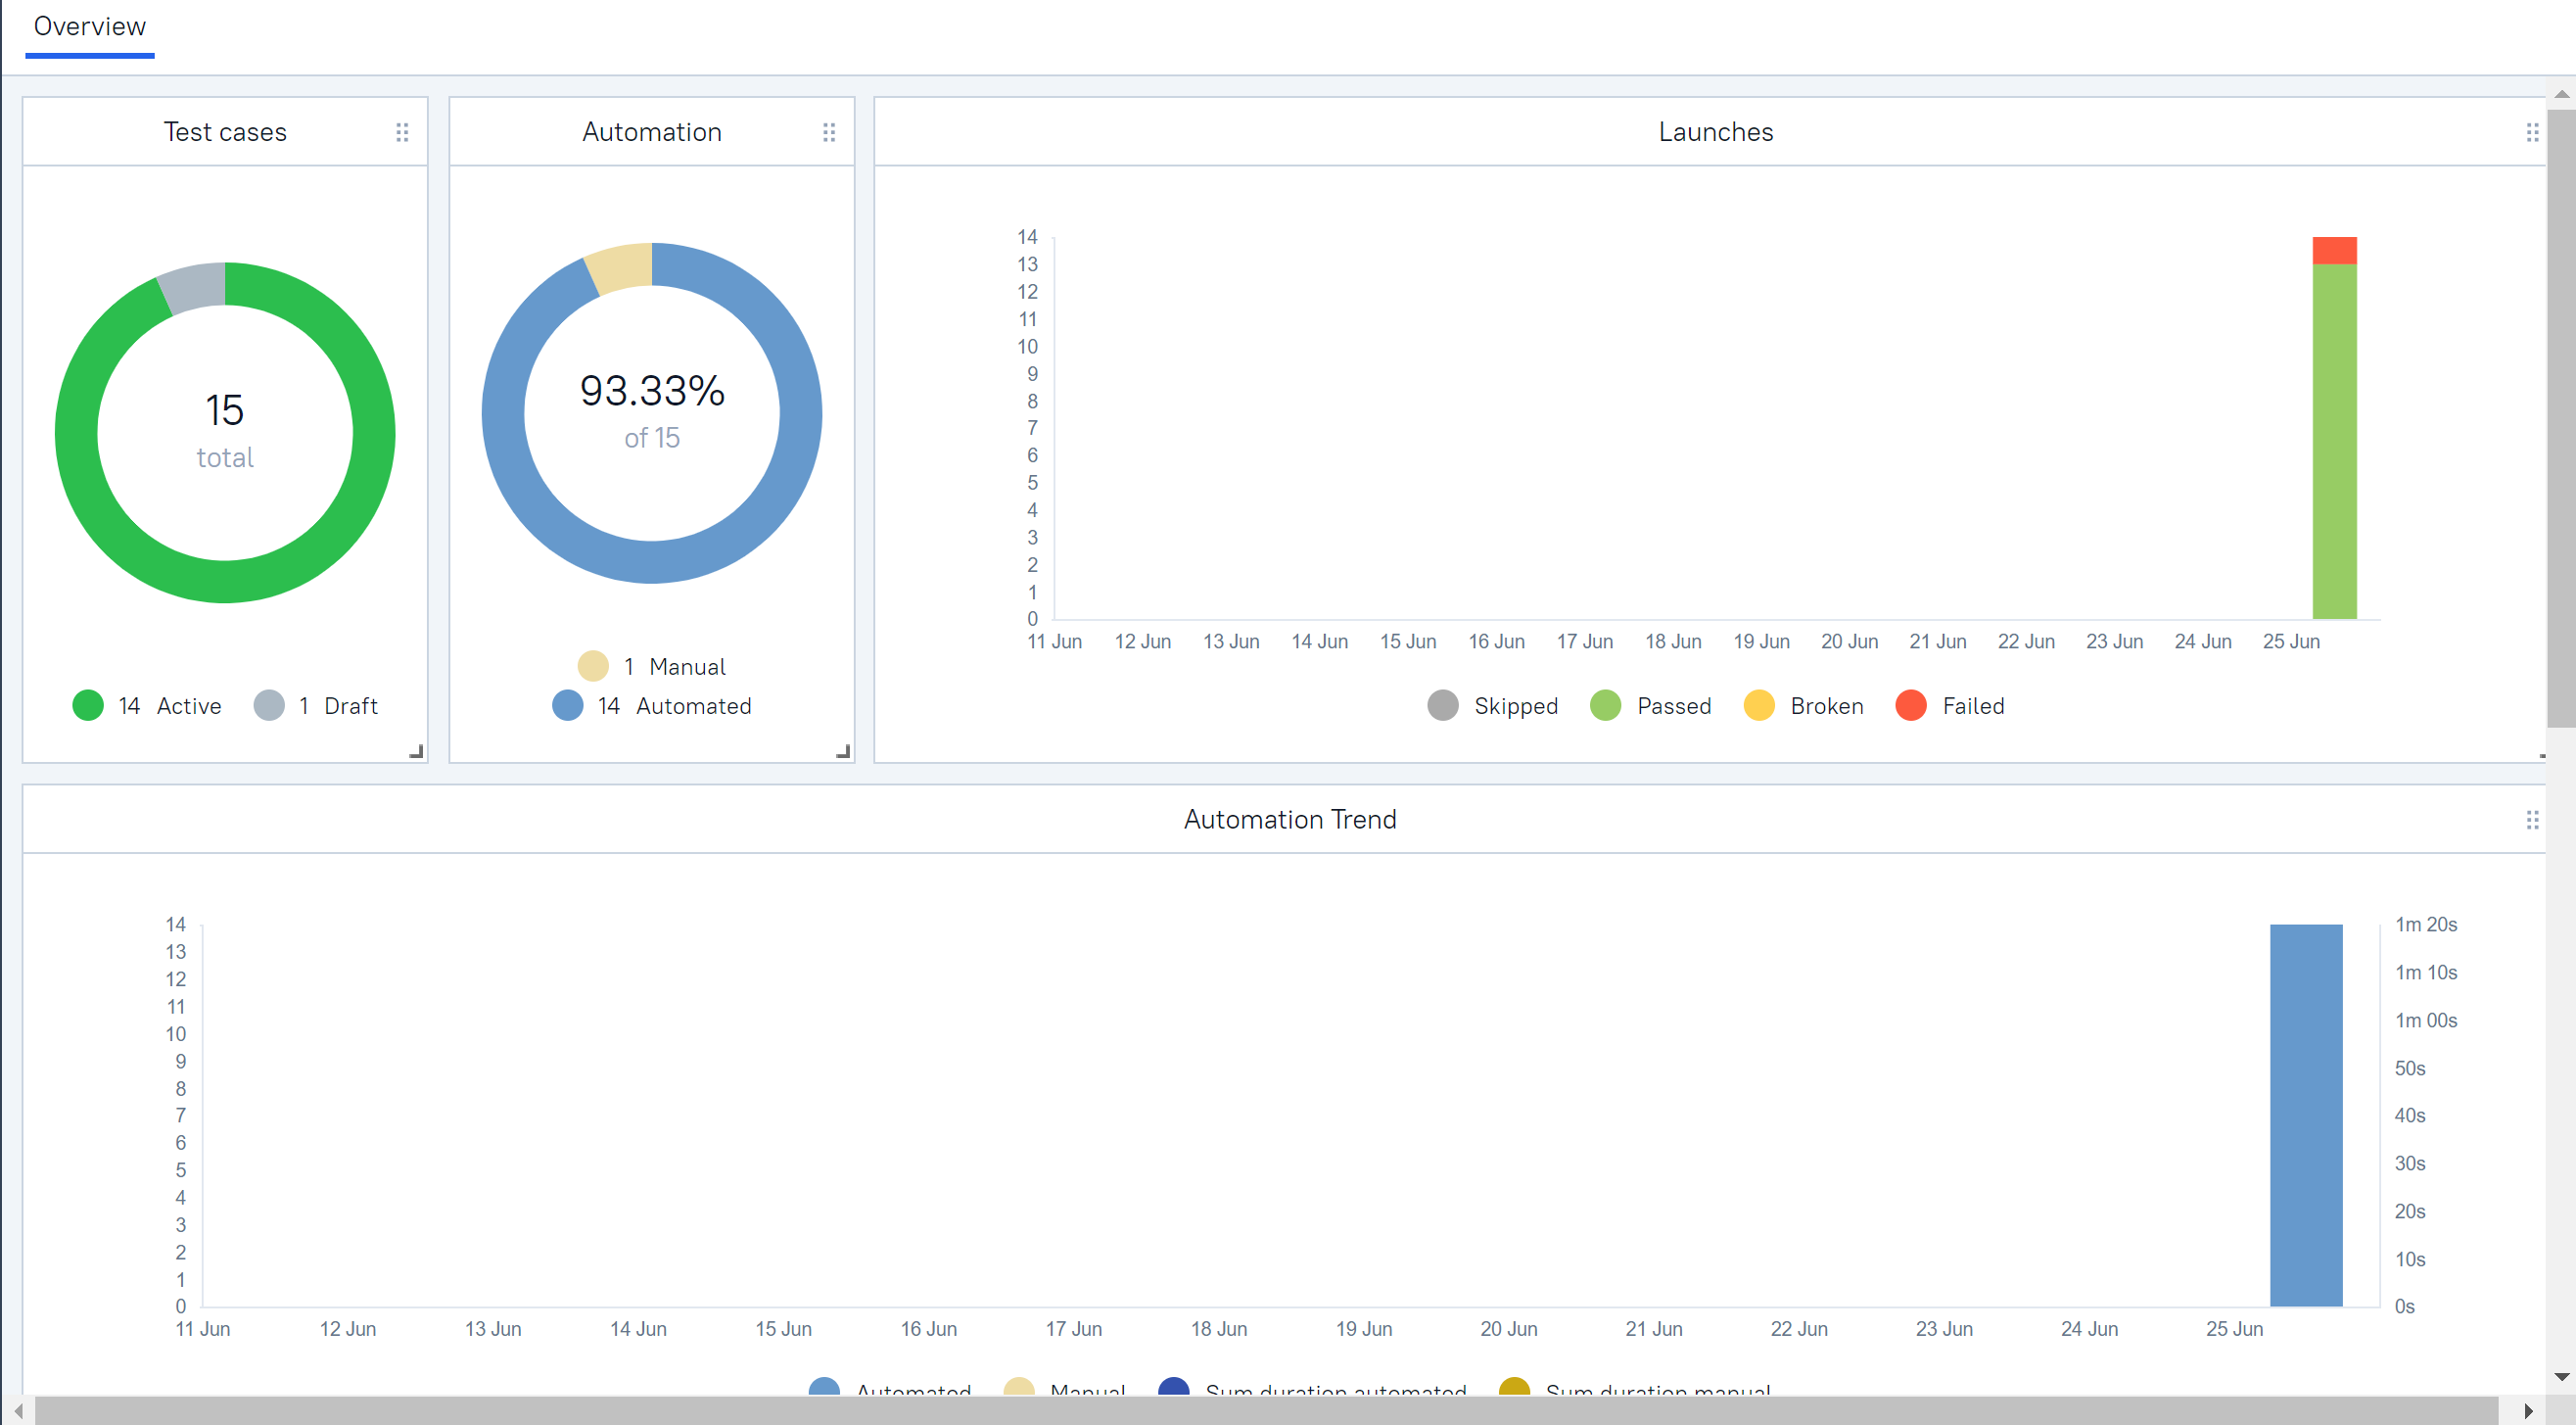 Overview
Test cases
15
total
14 Active 1 Draft
Automation
93.33%
of 15
1 Manual
14 Automated
Launches
14
13
12
11
10
9
8
7
6
5
4
3
2
1
0
11 Jun 12 Jun 13 Jun 14 Jun 15 Jun 16 Jun 17 Jun 18 Jun 19 Jun 20 Jun 21 Jun 22 Jun 23 Jun 24 Jun 25 Jun
Skipped Passed Broken Failed
Automation Trend
14
13
12
11
10
9
8
7
6
5
4
3
2
1
0
1m 20s
1m 10s
1m 00s
50s
40s
30s
20s
10s
0s
11 Jun 12 Jun 13 Jun 14 Jun 15 Jun 16 Jun 17 Jun 18 Jun 19 Jun 20 Jun 21 Jun 22 Jun 23 Jun 24 Jun 25 Jun
Automated Manual Sum duration automated Sum duration manual